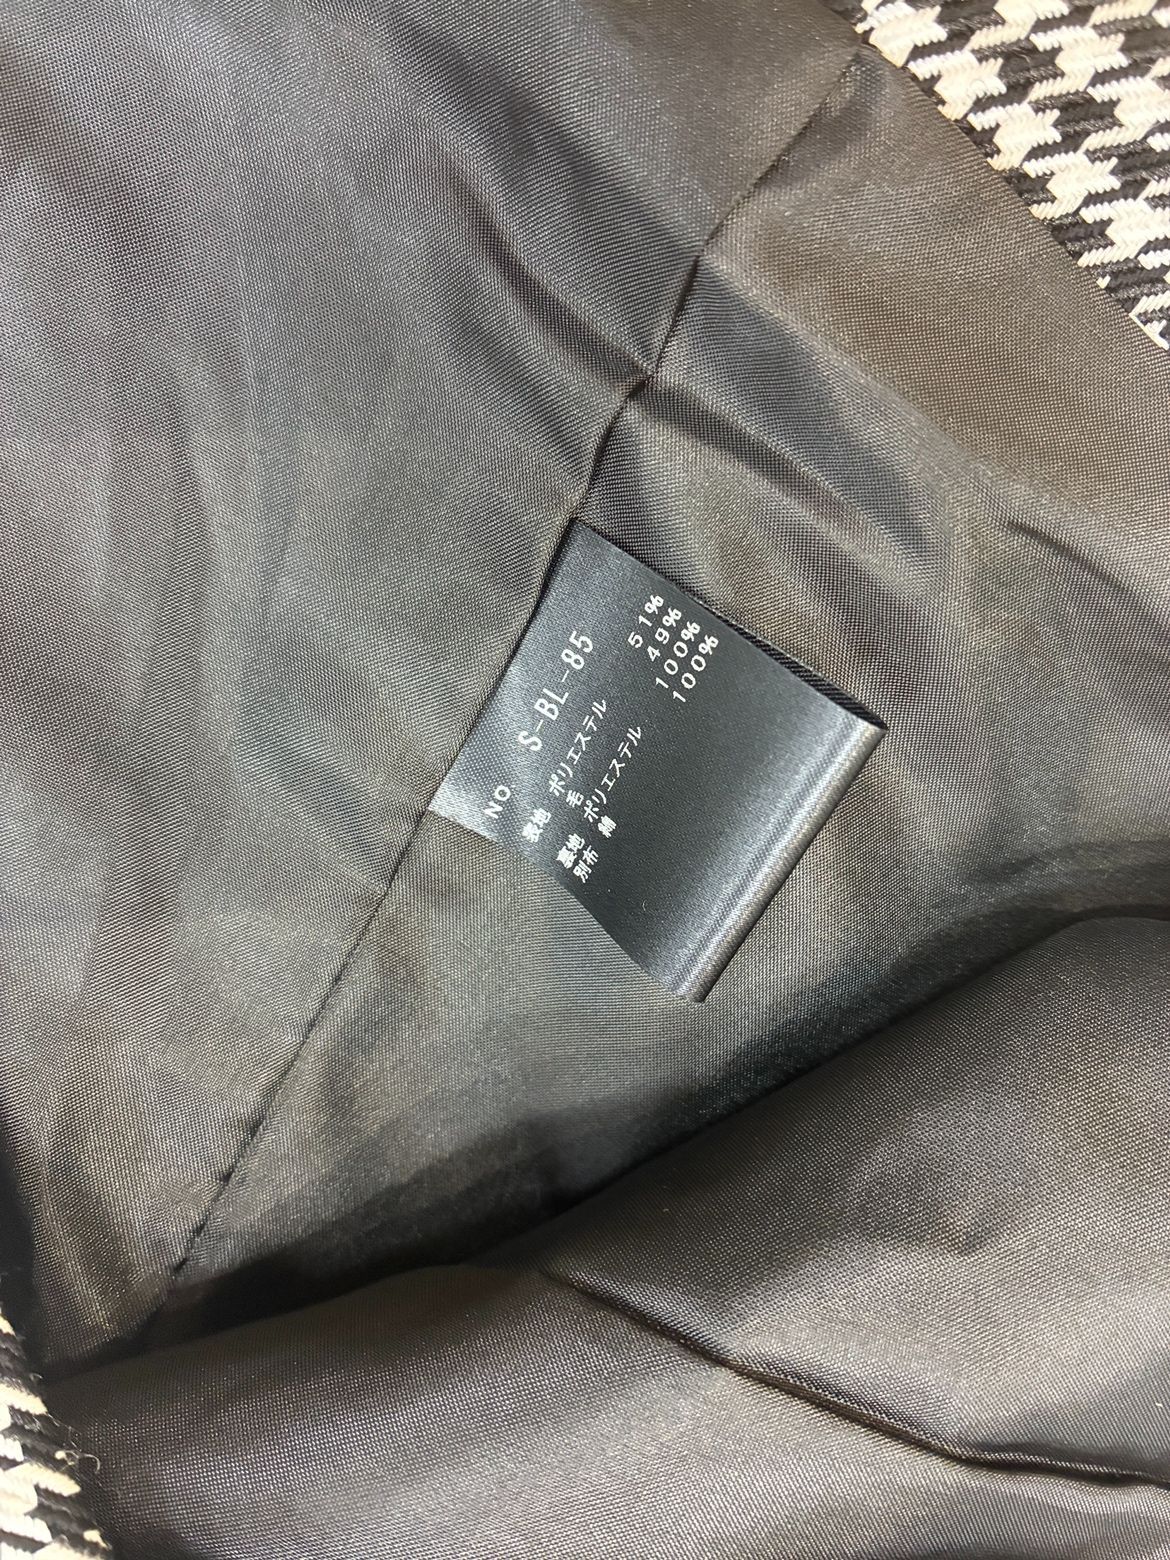 NO S-BL-85
表地 ポリエステル 51%
毛 49%
裏地 ポリエステル 100%
別布 綿 100%